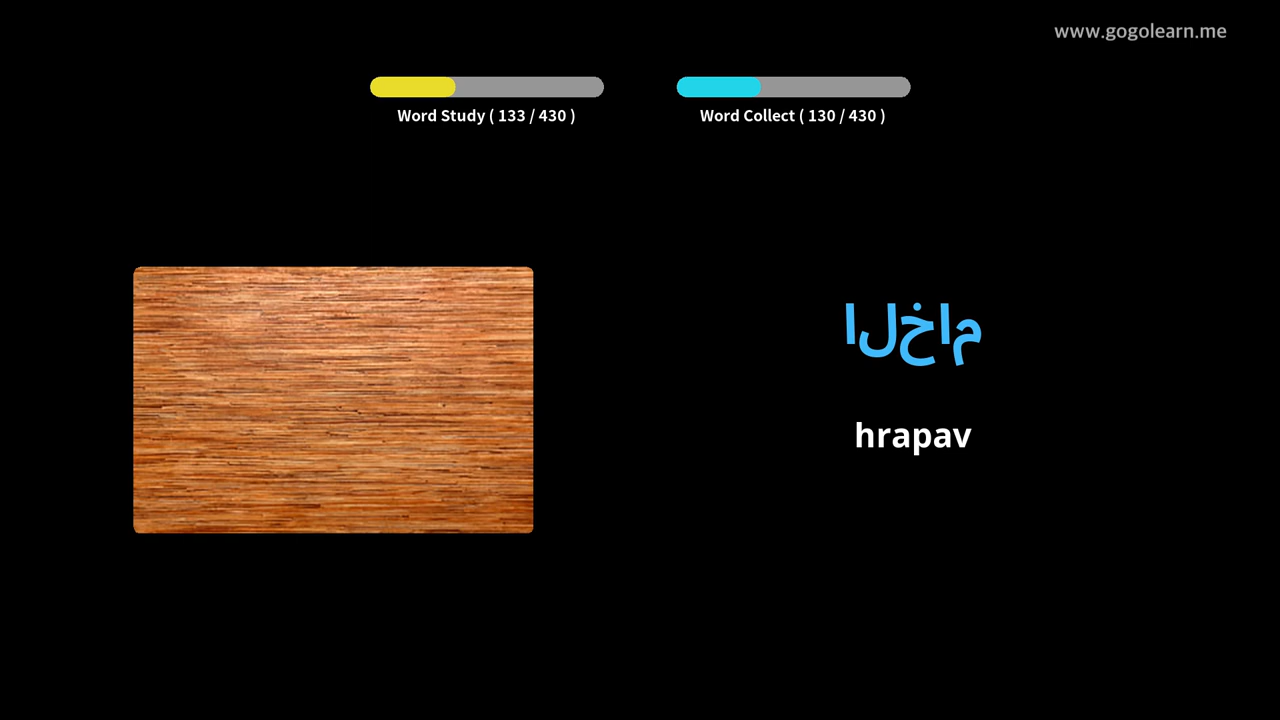 www.gogolearn.me
Word Study ( 133 / 430 )
Word Collect ( 130 / 430 )
الخام
hrapav